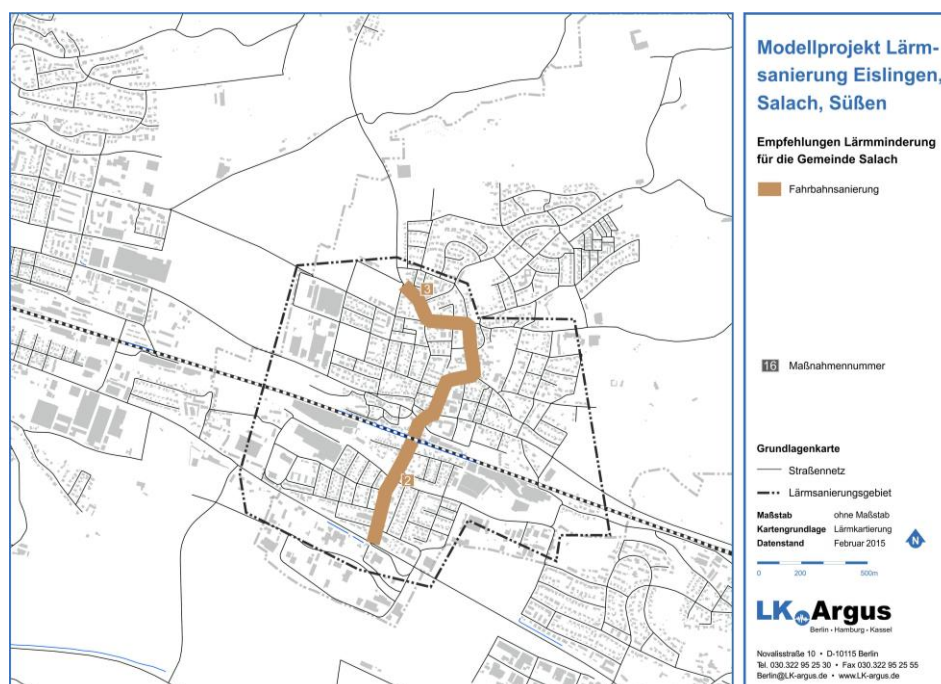 Modellprojekt Lärm-
sanierung Eislingen,
Salach, Süßen
Empfehlungen Lärmminderung
für die Gemeinde Salach
Fahrbahnsanierung
16 Maßnahmennummer
Grundlagenkarte
Straßennetz
Lärmsanierungsgebiet
Maßstab ohne Maßstab
Kartengrundlage Lärmkartierung
Datenstand Februar 2015
N
0 200 500m
LK Argus
Berlin • Hamburg • Kassel
Novalisstraße 10 • D-10115 Berlin
Tel. 030.322 95 25 30 • Fax 030.322 95 25 55
Berlin@LK-argus.de • www.LK-argus.de
3
2